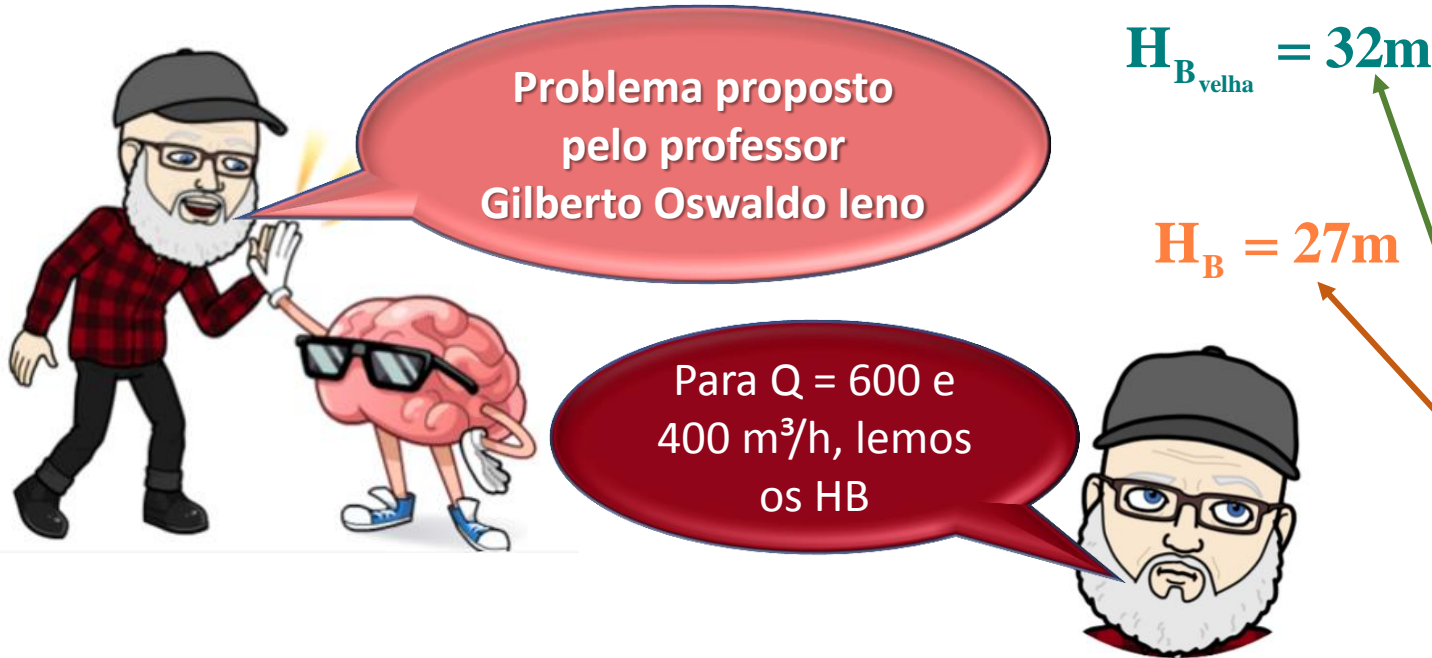 Problema proposto
pelo professor
Gilberto Oswaldo Ieno
H_B_velha = 32m
H_B = 27m
Para Q = 600 e
400 m³/h, lemos
os HB